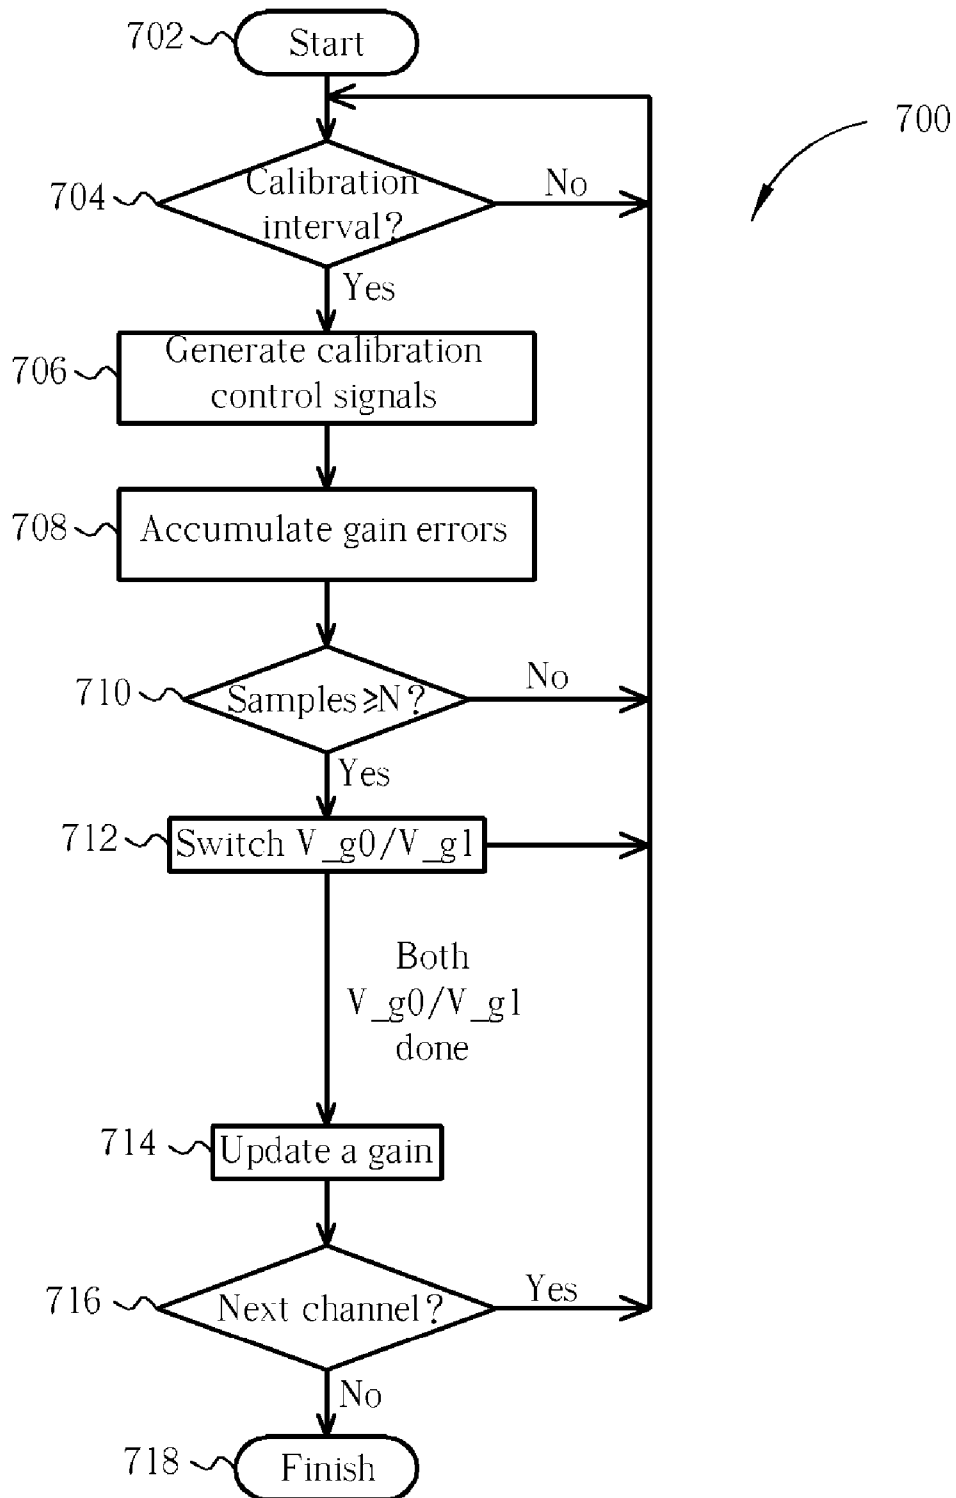 702
Start
700
704
Calibration
interval?
No
Yes
706
Generate calibration
control signals
708
Accumulate gain errors
710
Samples≥N?
No
Yes
712
Switch V_g0/V_g1
Both
V_g0/V_g1
done
714
Update a gain
716
Next channel?
Yes
No
718
Finish